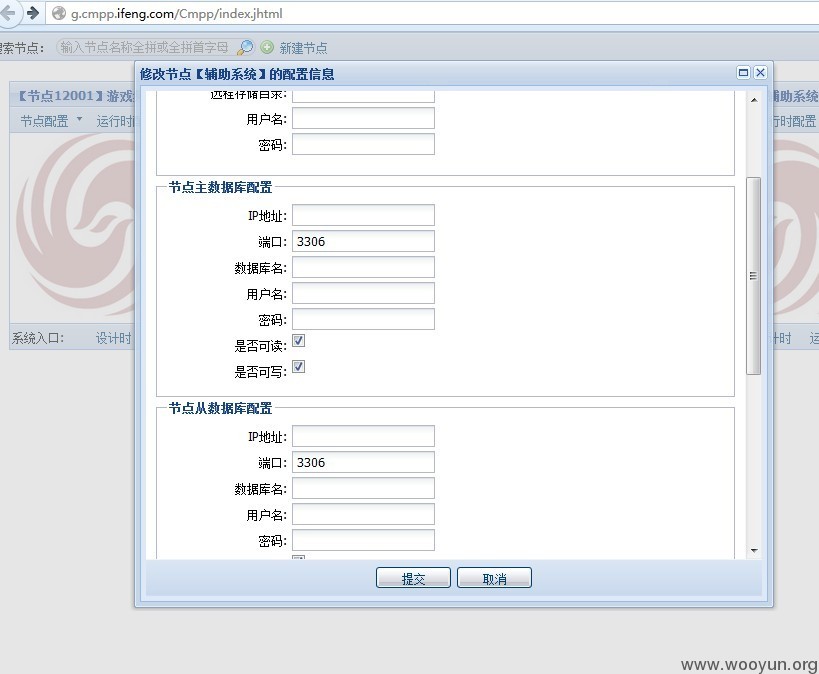 g.cmpp.ifeng.com/Cmpp/index.jhtml
索节点: 输入节点名称全拼或全拼首字母 新建节点
修改节点【辅助系统】的配置信息
【节点12001】游戏
辅助系统
节点配置 运行时
行时配置
远程存储目录:
用户名:
密码:
节点主数据库配置
IP地址:
端口: 3306
数据库名:
用户名:
密码:
是否可读:
是否可写:
系统入口: 设计时
计时
节点从数据库配置
IP地址:
端口: 3306
数据库名:
用户名:
密码:
提交 取消
www.wooyun.org